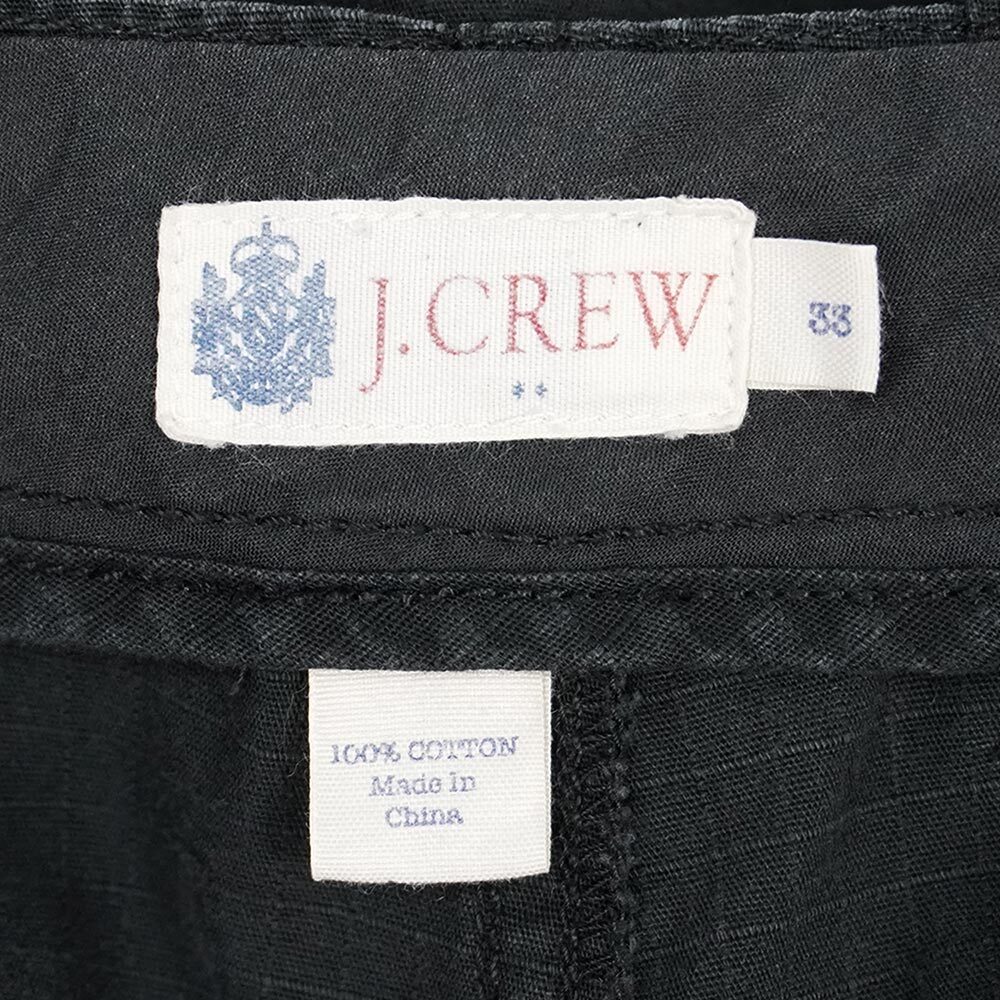 J.CREW
33
100% COTTON
Made in
China